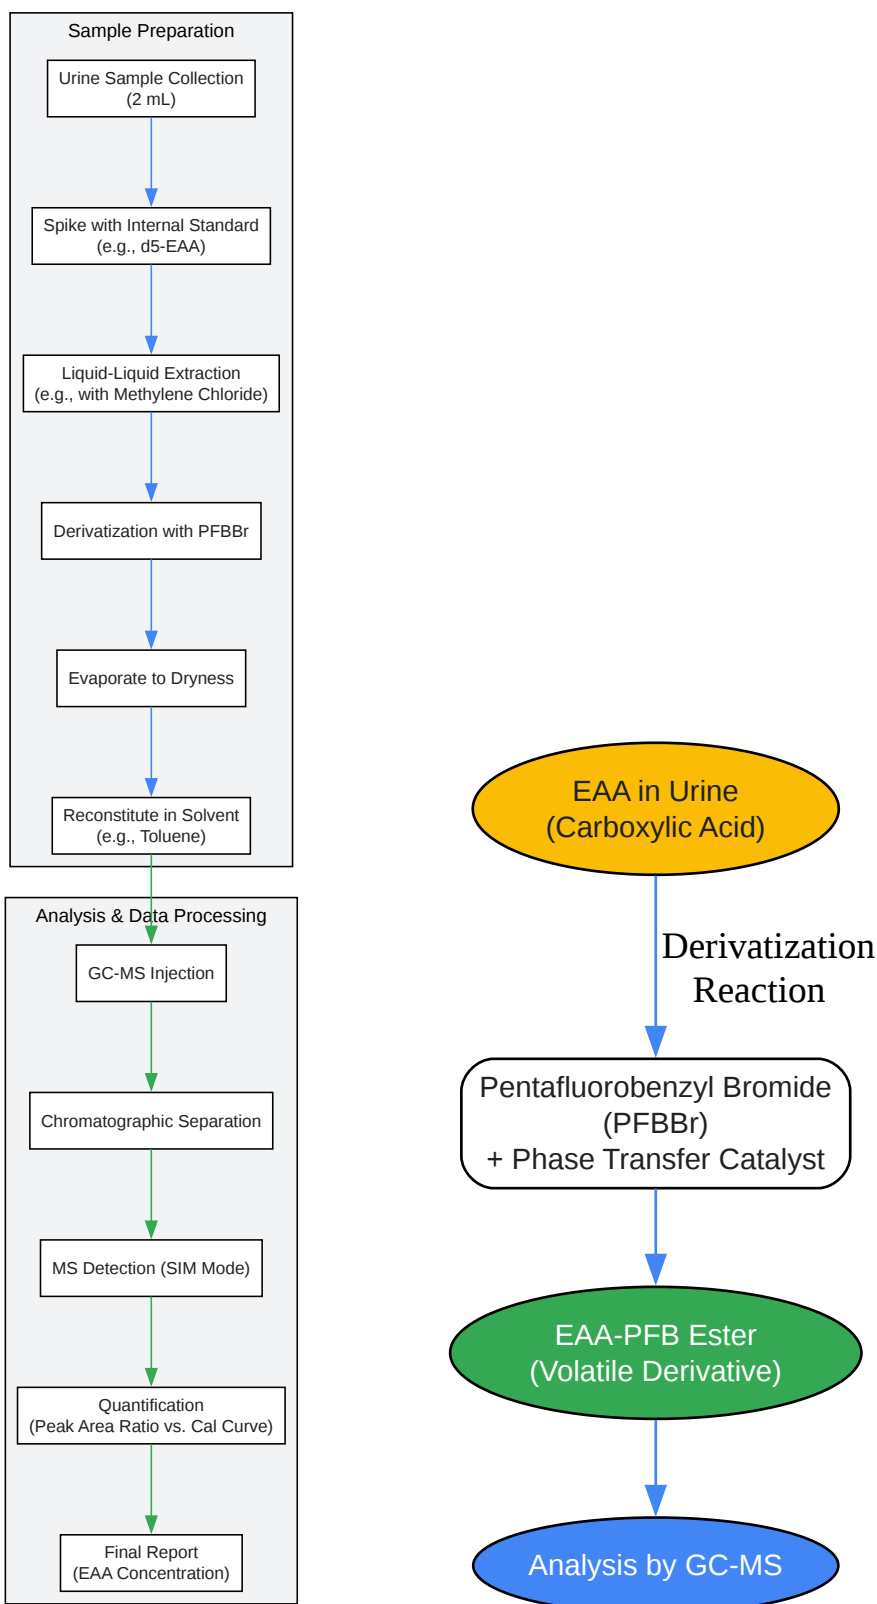 Sample Preparation
Urine Sample Collection
(2 mL)
Spike with Internal Standard
(e.g., d5-EAA)
Liquid-Liquid Extraction
(e.g., with Methylene Chloride)
Derivatization with PFBBr
Evaporate to Dryness
Reconstitute in Solvent
(e.g., Toluene)
Analysis & Data Processing
GC-MS Injection
Chromatographic Separation
MS Detection (SIM Mode)
Quantification
(Peak Area Ratio vs. Cal Curve)
Final Report
(EAA Concentration)
EAA in Urine
(Carboxylic Acid)
Derivatization
Reaction
Pentafluorobenzyl Bromide
(PFBBr)
+ Phase Transfer Catalyst
EAA-PFB Ester
(Volatile Derivative)
Analysis by GC-MS